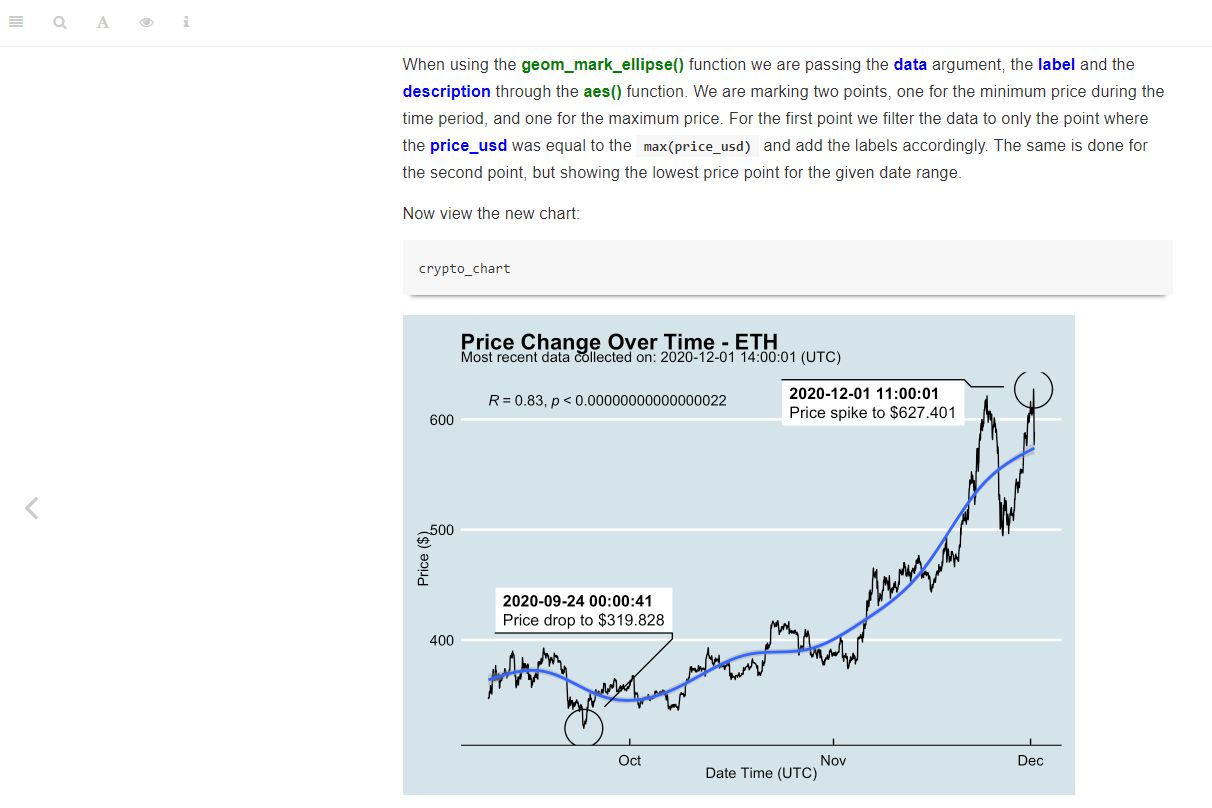 When using the geom_mark_ellipse() function we are passing the data argument, the label and the
description through the aes() function. We are marking two points, one for the minimum price during the
time period, and one for the maximum price. For the first point we filter the data to only the point where
the price_usd was equal to the max(price_usd) and add the labels accordingly. The same is done for
the second point, but showing the lowest price point for the given date range.
Now view the new chart:
crypto_chart
Price Change Over Time - ETH
Most recent data collected on: 2020-12-01 14:00:01 (UTC)
R = 0.83, p < 0.00000000000000022
2020-12-01 11:00:01
Price spike to $627.401
600
500
400
Price ($)
2020-09-24 00:00:41
Price drop to $319.828
Oct
Nov
Dec
Date Time (UTC)